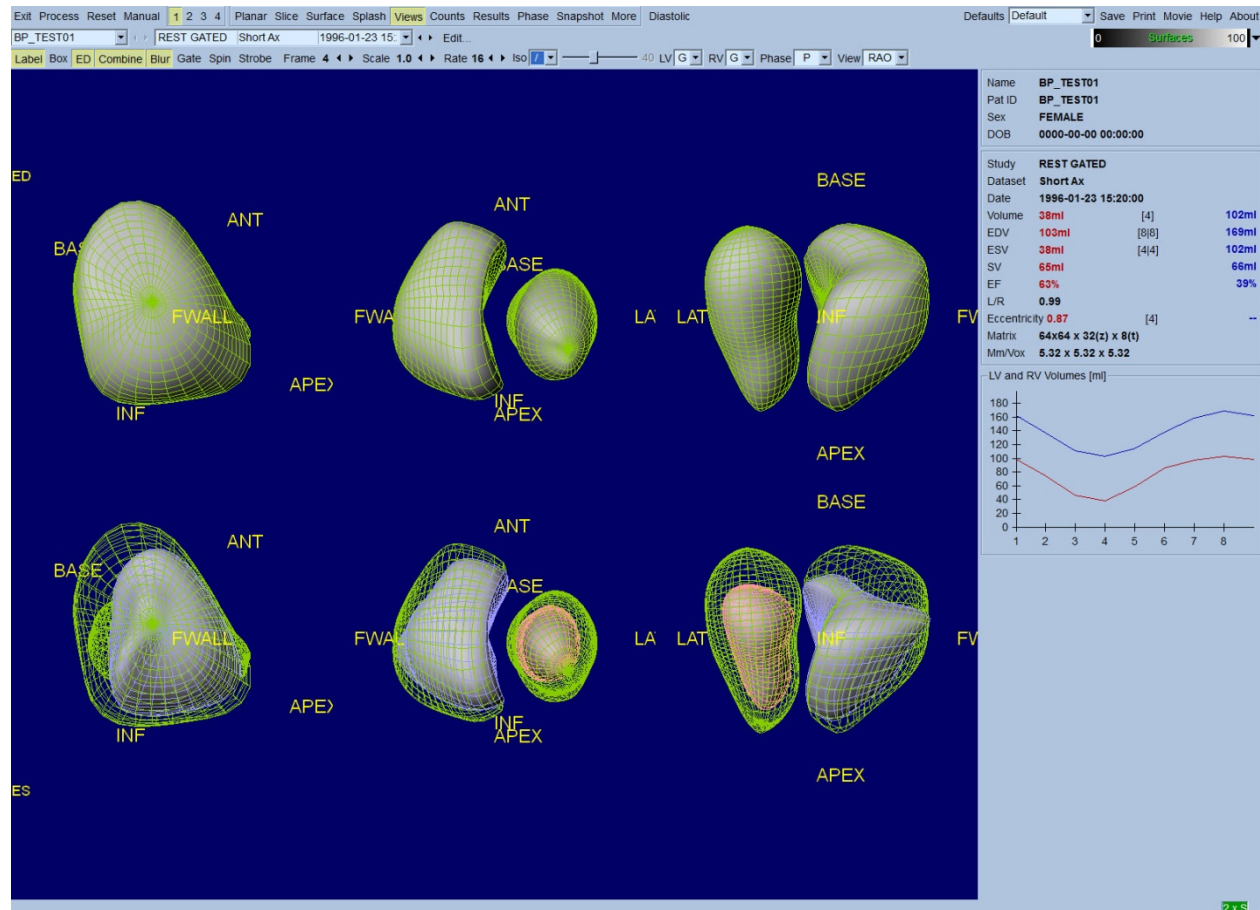 Exit Process Reset Manual 1 2 3 4 Planar Slice Surface Splash Views Counts Results Phase Snapshot More Diastolic Defaults Default Save Print Movie Help About
BP_TEST01 REST GATED Short Ax 1996-01-23 15: Edit... 0 Surfaces 100
Label Box ED Combine Blur Gate Spin Strobe Frame 4 Scale 1.0 Rate 16 Iso / 40 LV G RV G Phase P View RAO
Name BP_TEST01
Pat ID BP_TEST01
Sex FEMALE
DOB 0000-00-00 00:00:00
Study REST GATED
Dataset Short Ax
Date 1996-01-23 15:20:00
Volume 38ml [4] 102ml
EDV 103ml [8|8] 169ml
ESV 38ml [4|4] 102ml
SV 65ml 66ml
EF 63% 39%
L/R 0.99
Eccentricity 0.87 [4] --
Matrix 64x64 x 32(z) x 8(t)
Mm/Vox 5.32 x 5.32 x 5.32
LV and RV Volumes [ml]
180
160
140
120
100
80
60
40
20
0
1 2 3 4 5 6 7 8
ED
BASE
ANT
ANT
BAS
BASE
FWALL
FWA
LA
LAT
INF
FW
APEX
INF
INF
APEX
APEX
BASE
ANT
ANT
BASE
ASE
FWALL
FWAL
LA
LAT
INF
FW
APEX
INF
INF
APEX
APEX
ES
2 x S